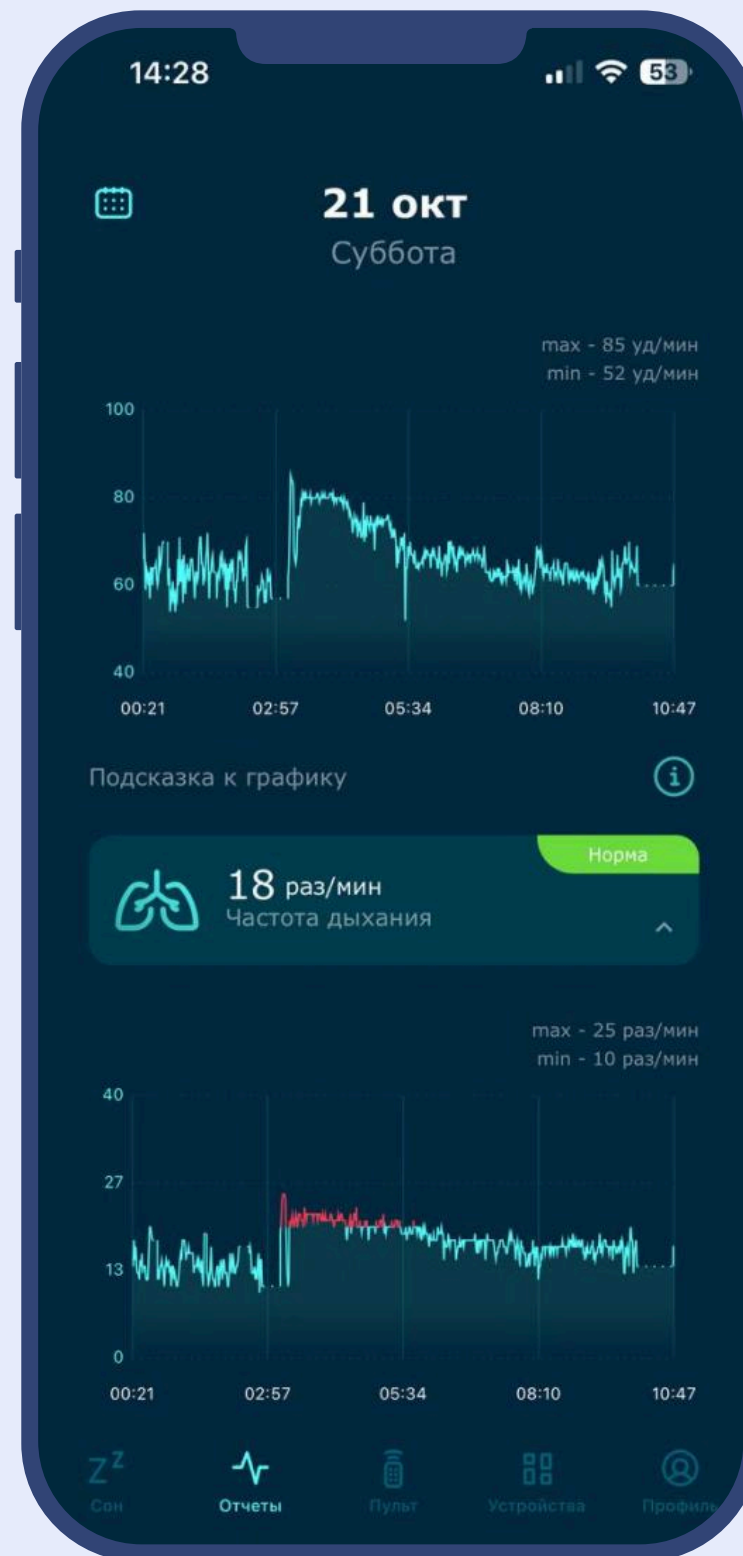 14:28
53
21 окт
Суббота
max - 85 уд/мин
min - 52 уд/мин
100
80
60
40
00:21 02:57 05:34 08:10 10:47
Подсказка к графику
i
Норма
18 раз/мин
Частота дыхания
max - 25 раз/мин
min - 10 раз/мин
40
27
13
0
00:21 02:57 05:34 08:10 10:47
Zz
Сон Отчеты Пульт Устройства Профиль